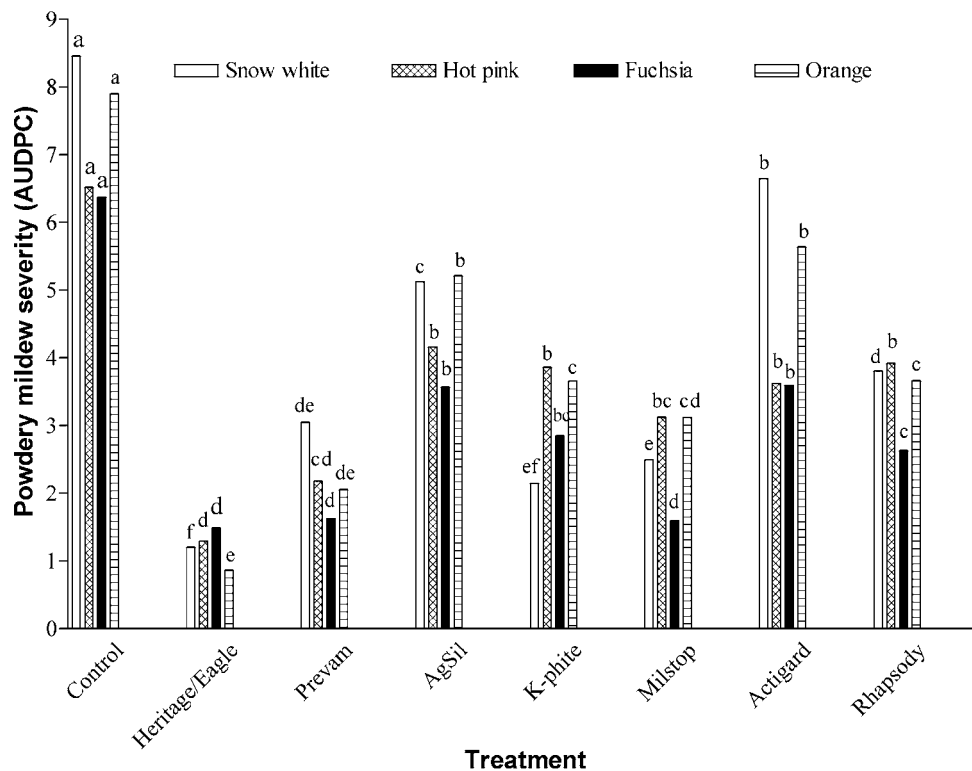 Powdery mildew severity (AUDPC)
9
8
7
6
5
4
3
2
1
0
Snow white Hot pink Fuchsia Orange
a a a a
f d d e
de cd d de
c b b b
ef b bc c
e bc d cd
b b b b
d b c c
Control
Heritage/Eagle
Prevam
AgSil
K-phite
Milstop
Actigard
Rhapsody
Treatment